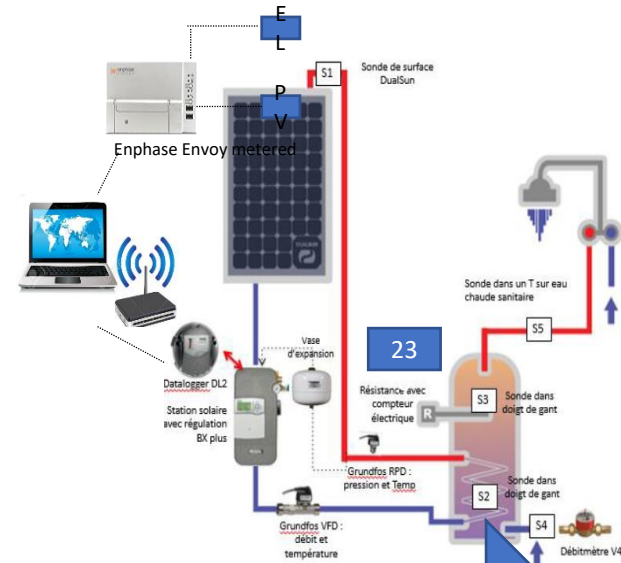 E
L
S1
Sonde de surface
DualSun
P
V
Enphase Envoy metered
DUALSUN
Sonde dans un T sur eau
chaude sanitaire
S5
Vase
d'expansion
23
Datalogger DL2
Résistance avec
compteur
électrique
R
S3
Sonde dans
doigt de gant
Station solaire
avec régulation
BX plus
Grundfos RPD :
pression et Temp
S2
Sonde dans
doigt de gant
Grundfos VFD :
débit et
température
S4
Débitmètre V4